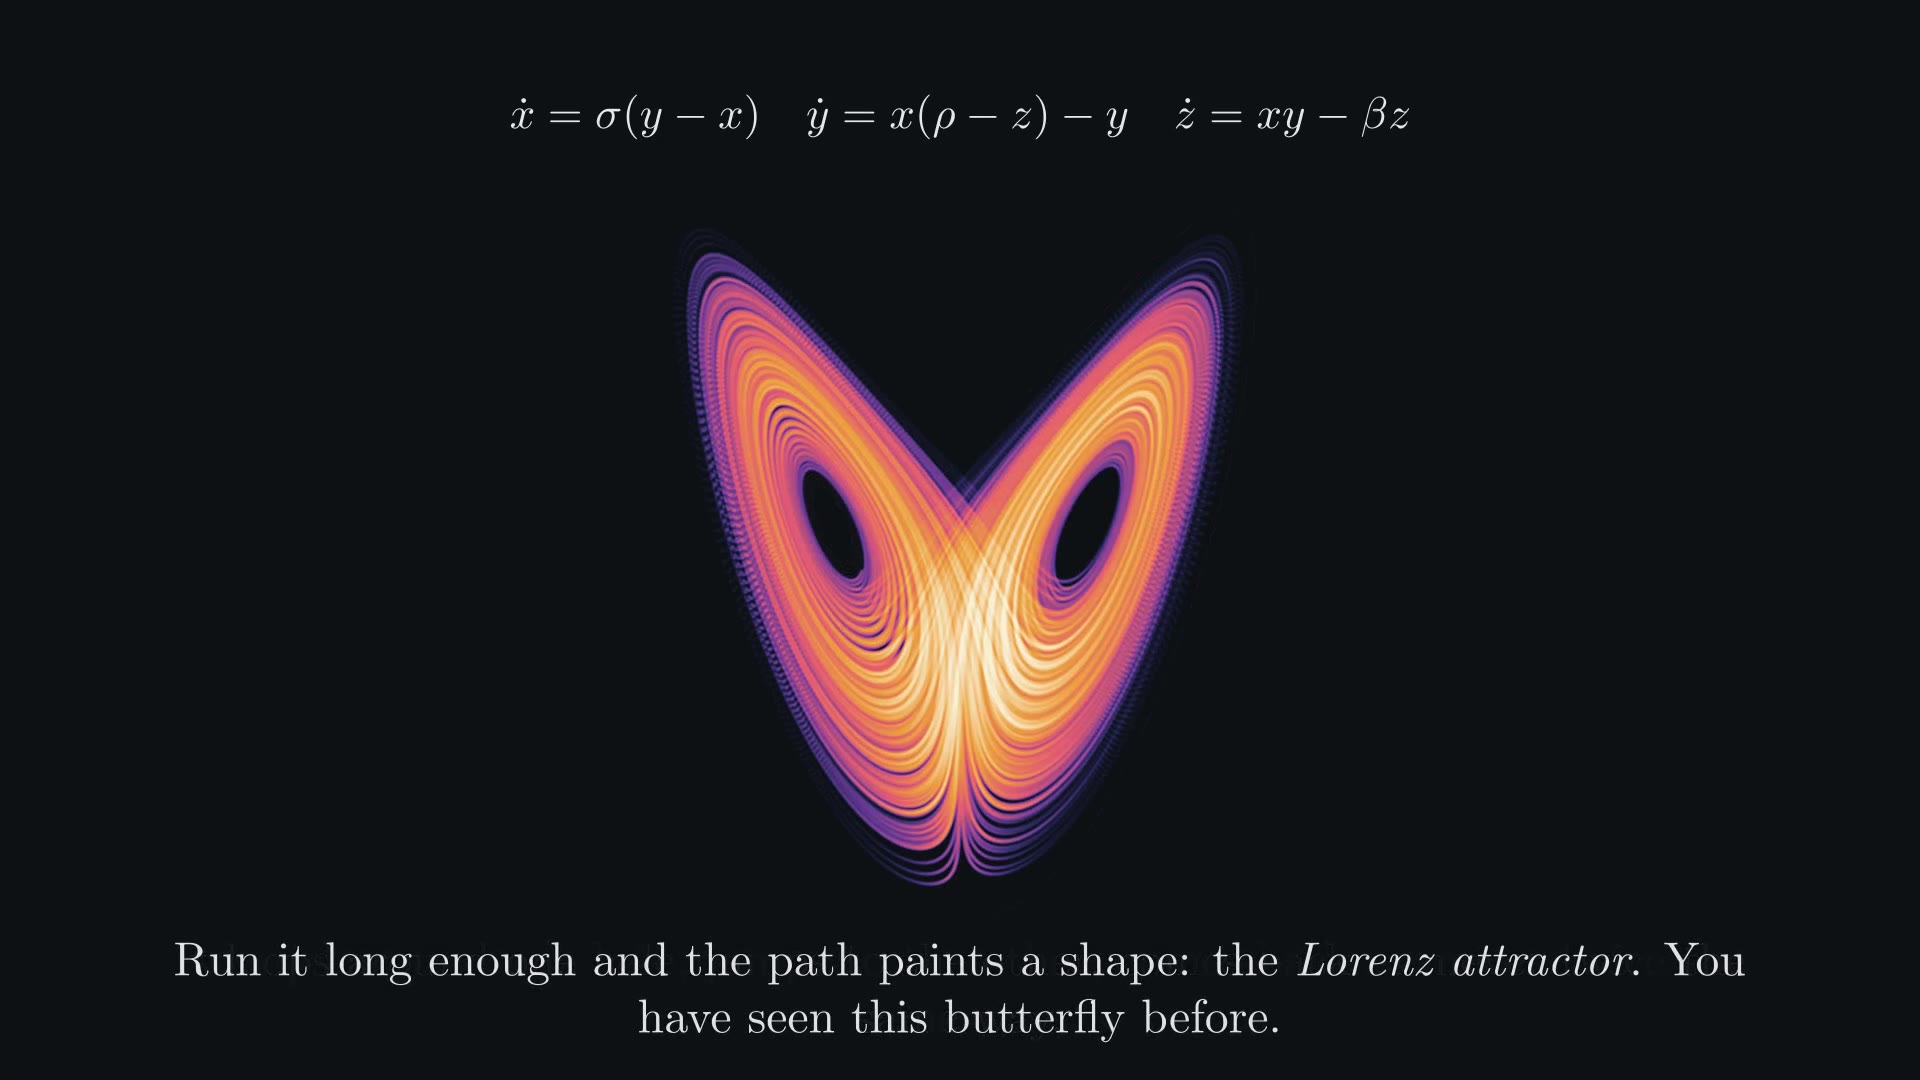 ẋ = σ(y − x)  ẏ = x(ρ − z) − y  ż = xy − βz
Run it long enough and the path paints a shape: the Lorenz attractor. You
have seen this butterfly before.